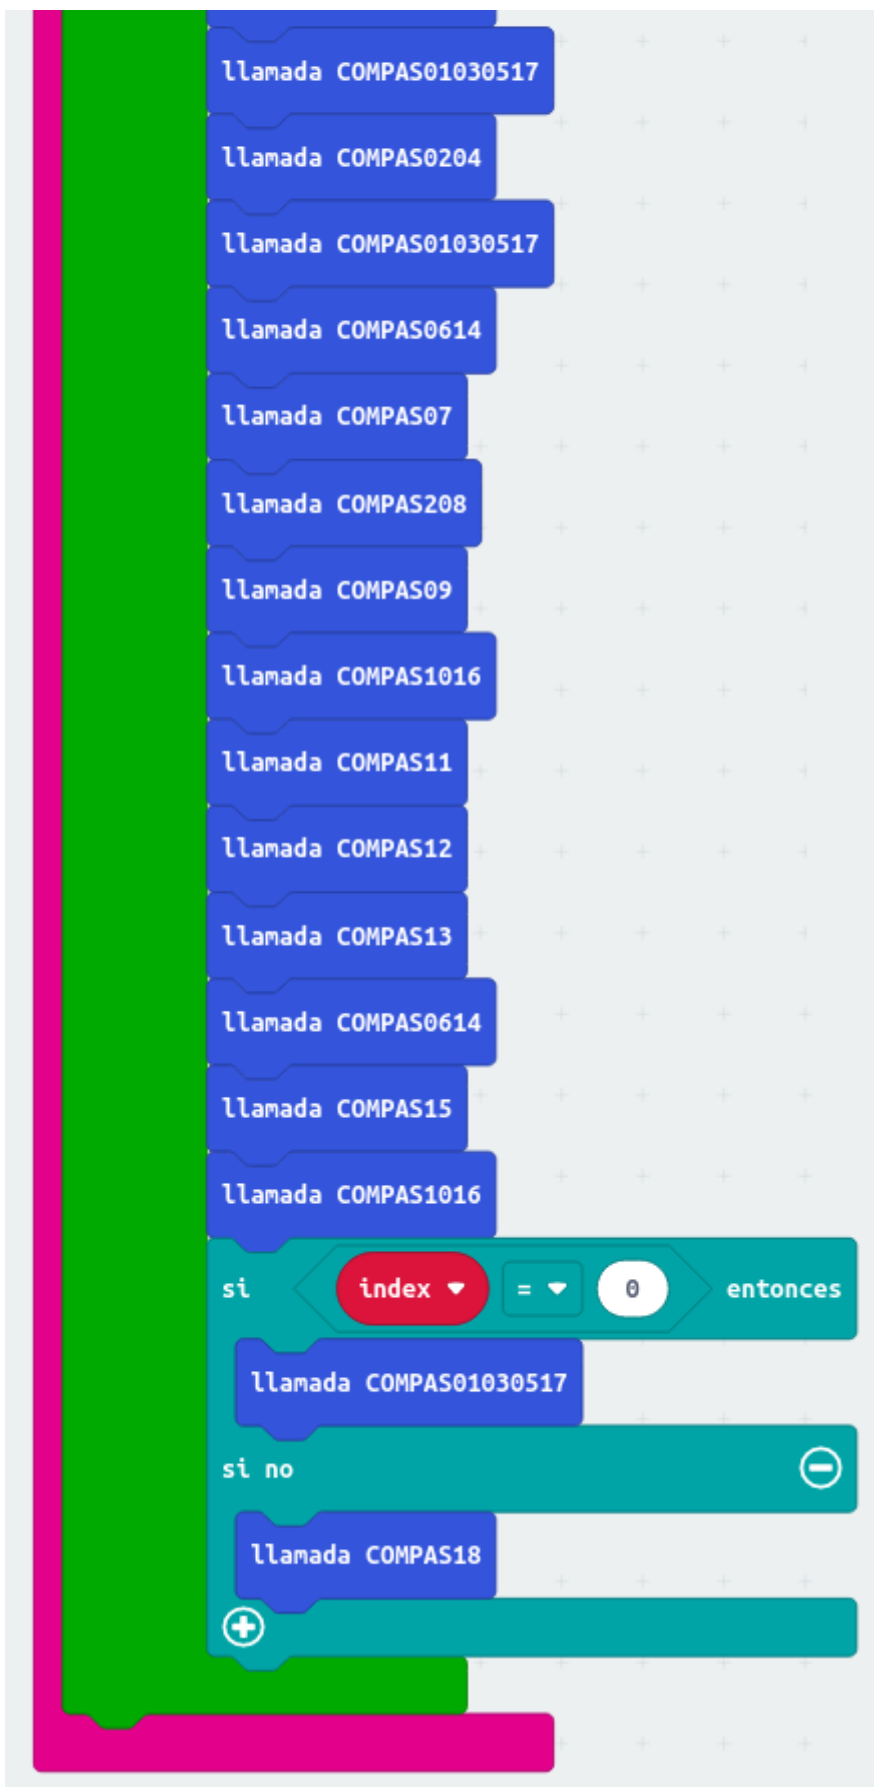 llamada COMPAS01030517
llamada COMPAS0204
llamada COMPAS01030517
llamada COMPAS0614
llamada COMPAS07
llamada COMPAS208
llamada COMPAS09
llamada COMPAS1016
llamada COMPAS11
llamada COMPAS12
llamada COMPAS13
llamada COMPAS0614
llamada COMPAS15
llamada COMPAS1016
si index = 0 entonces
llamada COMPAS01030517
si no
llamada COMPAS18